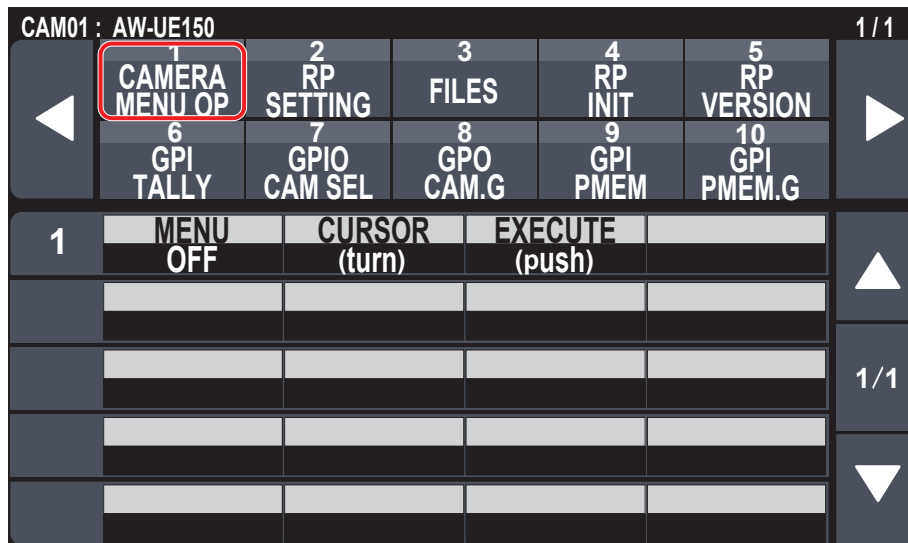 CAM01 : AW-UE150 1/1
1 2 3 4 5
CAMERA MENU OP
RP SETTING
FILES
RP INIT
RP VERSION
6 7 8 9 10
GPI TALLY
GPIO CAM SEL
GPO CAM.G
GPI PMEM
GPI PMEM.G
1 MENU CURSOR EXECUTE
OFF (turn) (push)
1/1